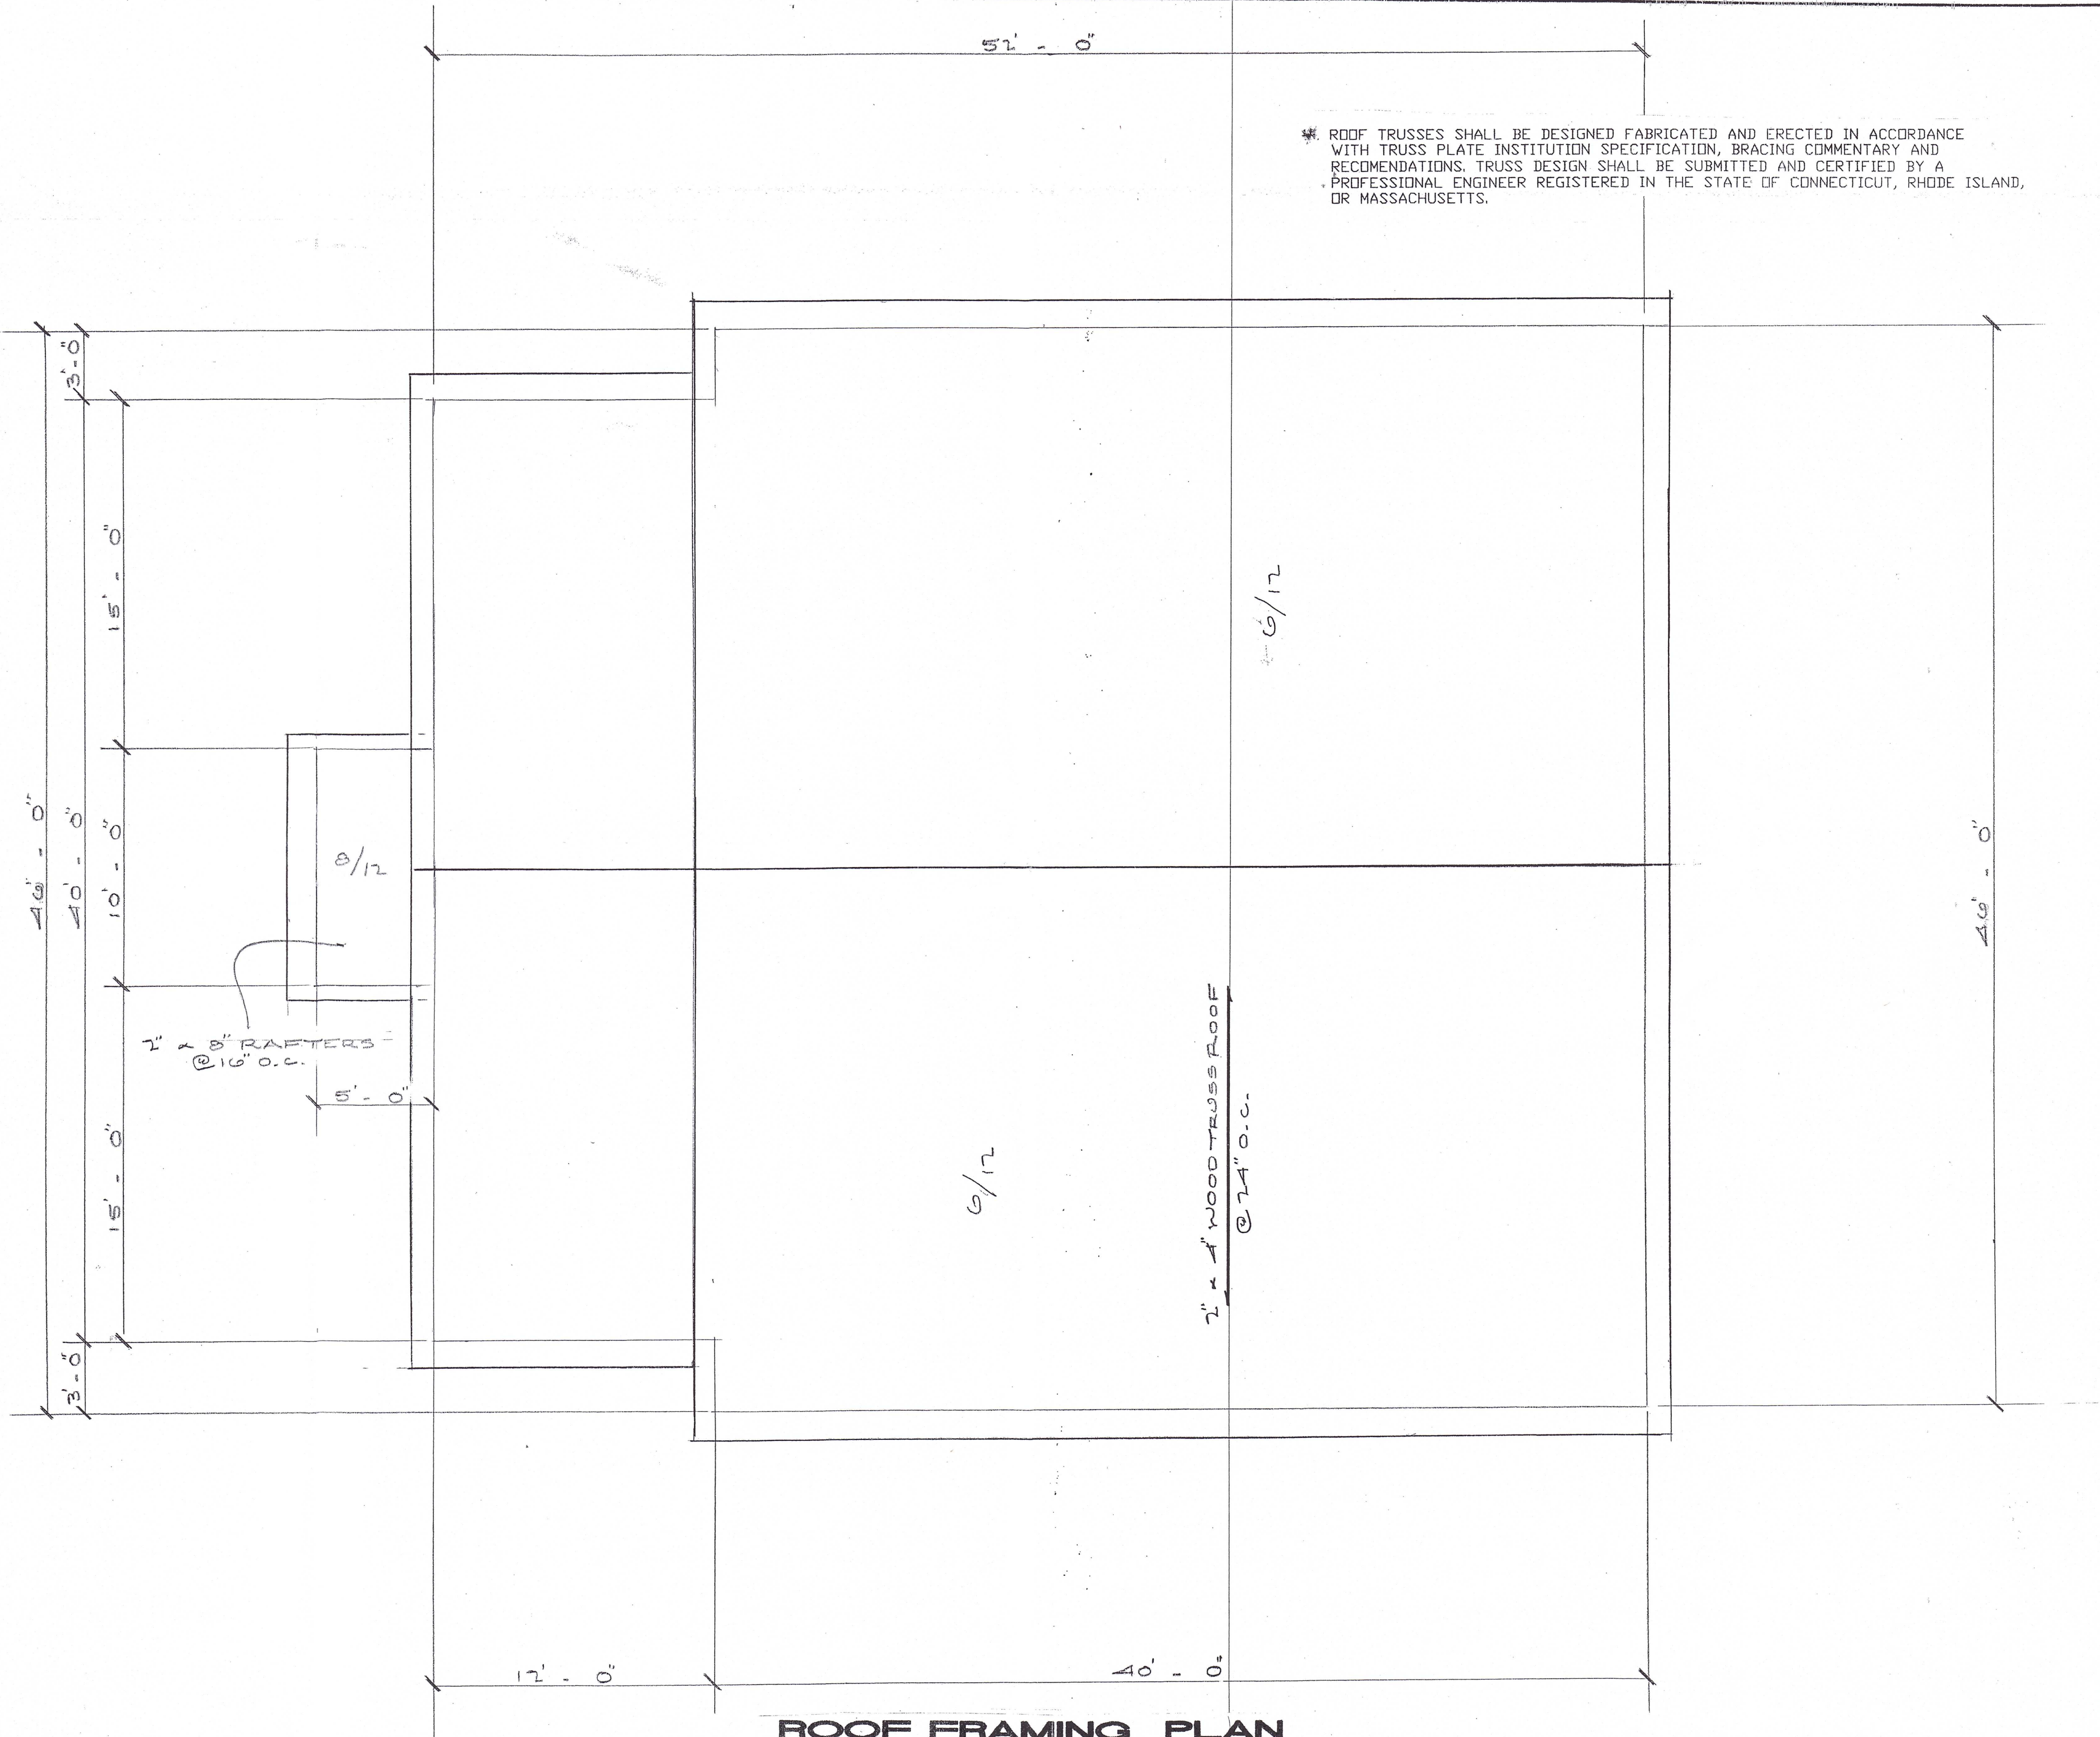 52' - 0"
*. ROOF TRUSSES SHALL BE DESIGNED FABRICATED AND ERECTED IN ACCORDANCE
WITH TRUSS PLATE INSTITUTION SPECIFICATION, BRACING COMMENTARY AND
RECOMENDATIONS. TRUSS DESIGN SHALL BE SUBMITTED AND CERTIFIED BY A
PROFESSIONAL ENGINEER REGISTERED IN THE STATE OF CONNECTICUT, RHODE ISLAND,
OR MASSACHUSETTS.
3'-0"
15' - 0"
6/12
46' - 0"
40' - 0"
10' - 0"
8/12
46' - 0"
2" x 8" RAFTERS
@ 16" O.C.
5' - 0"
15' - 0"
6/12
2" x 4" WOOD TRUSS ROOF
@ 24" O.C.
3'-0"
12' - 0"
40' - 0"
ROOF FRAMING PLAN